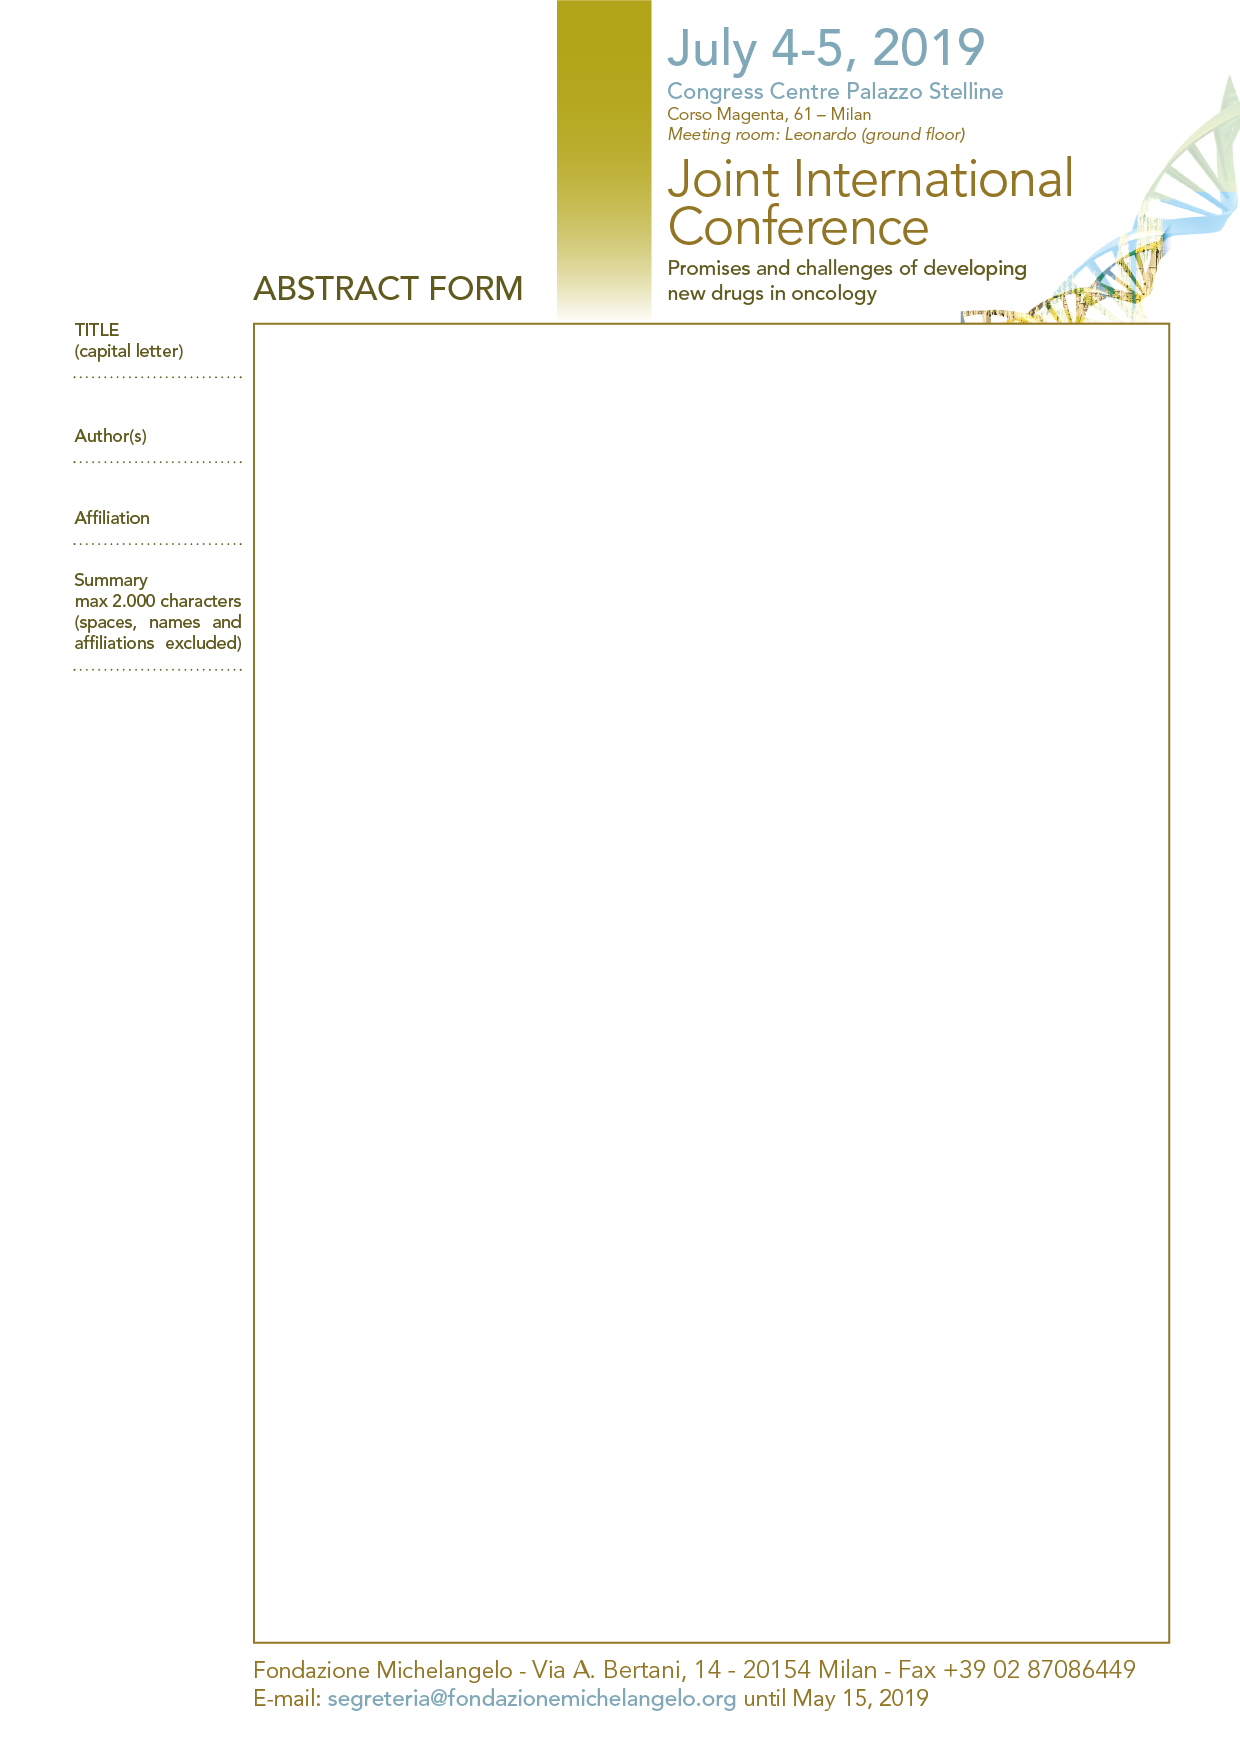 July 4-5, 2019
Congress Centre Palazzo Stelline
Corso Magenta, 61 – Milan
Meeting room: Leonardo (ground floor)
Joint International
Conference
Promises and challenges of developing
new drugs in oncology
ABSTRACT FORM
TITLE
(capital letter)
Author(s)
Affiliation
Summary
max 2.000 characters
(spaces, names and
affiliations excluded)
Fondazione Michelangelo - Via A. Bertani, 14 - 20154 Milan - Fax +39 02 87086449
E-mail: segreteria@fondazionemichelangelo.org until May 15, 2019